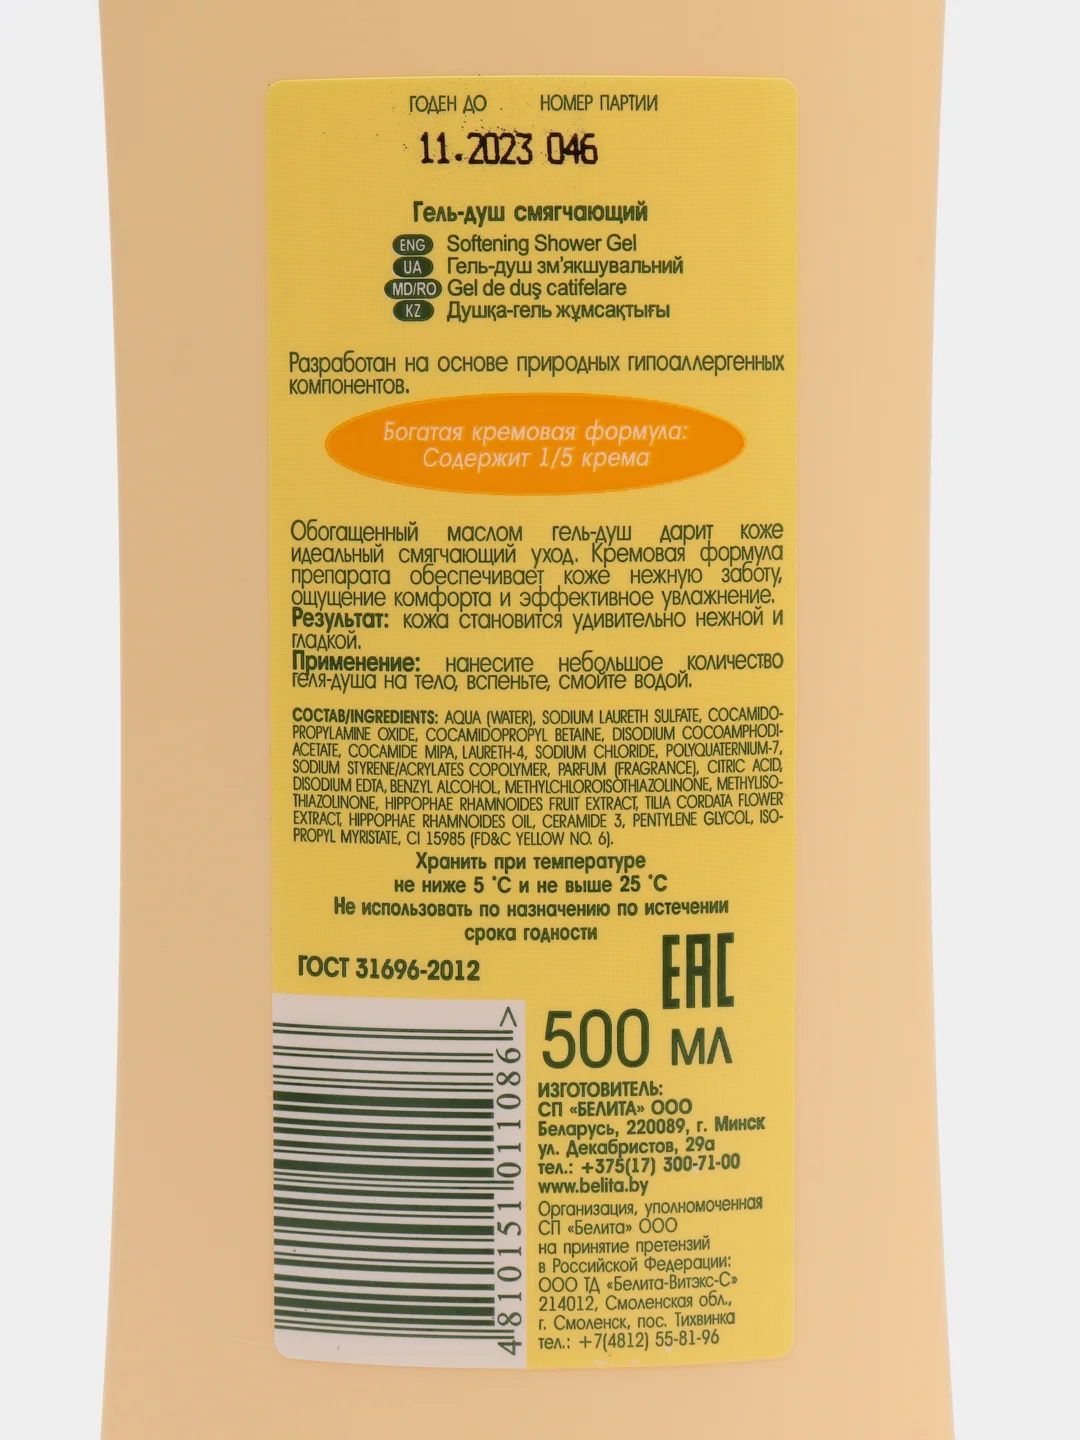 ГОДЕН ДО НОМЕР ПАРТИИ
11.2023 046
Гель-душ смягчающий
ENG Softening Shower Gel
UA Гель-душ зм'якшувальний
MD/RO Gel de duş catifelare
KZ Душқа-гель жұмсақтығы
Разработан на основе природных гипоаллергенных
компонентов.
Богатая кремовая формула:
Содержит 1/5 крема
Обогащенный маслом гель-душ дарит коже
идеальный смягчающий уход. Кремовая формула
препарата обеспечивает коже нежную заботу,
ощущение комфорта и эффективное увлажнение.
Результат: кожа становится удивительно нежной и
гладкой.
Применение: нанесите небольшое количество
геля-душа на тело, вспеньте, смойте водой.
СОСТАВ/INGREDIENTS: AQUA (WATER), SODIUM LAURETH SULFATE, COCAMIDO-
PROPYLAMINE OXIDE, COCAMIDOPROPYL BETAINE, DISODIUM COCOAMPHODI-
ACETATE, COCAMIDE MIPA, LAURETH-4, SODIUM CHLORIDE, POLYQUATERNIUM-7,
SODIUM STYRENE/ACRYLATES COPOLYMER, PARFUM (FRAGRANCE), CITRIC ACID,
DISODIUM EDTA, BENZYL ALCOHOL, METHYLCHLOROISOTHIAZOLINONE, METHYLISO-
THIAZOLINONE, HIPPOPHAE RHAMNOIDES FRUIT EXTRACT, TILIA CORDATA FLOWER
EXTRACT, HIPPOPHAE RHAMNOIDES OIL, CERAMIDE 3, PENTYLENE GLYCOL, ISO-
PROPYL MYRISTATE, CI 15985 (FD&C YELLOW NO. 6).
Хранить при температуре
не ниже 5 °С и не выше 25 °С
Не использовать по назначению по истечении
срока годности
ГОСТ 31696-2012
EAC
500 мл
4 810151 011086 >
ИЗГОТОВИТЕЛЬ:
СП «БЕЛИТА» ООО
Беларусь, 220089, г. Минск
ул. Декабристов, 29а
тел.: +375(17) 300-71-00
www.belita.by
Организация, уполномоченная
СП «Белита» ООО
на принятие претензий
в Российской Федерации:
ООО ТД «Белита-Витэкс-С»
214012, Смоленская обл.,
г. Смоленск, пос. Тихвинка
тел.: +7(4812) 55-81-96